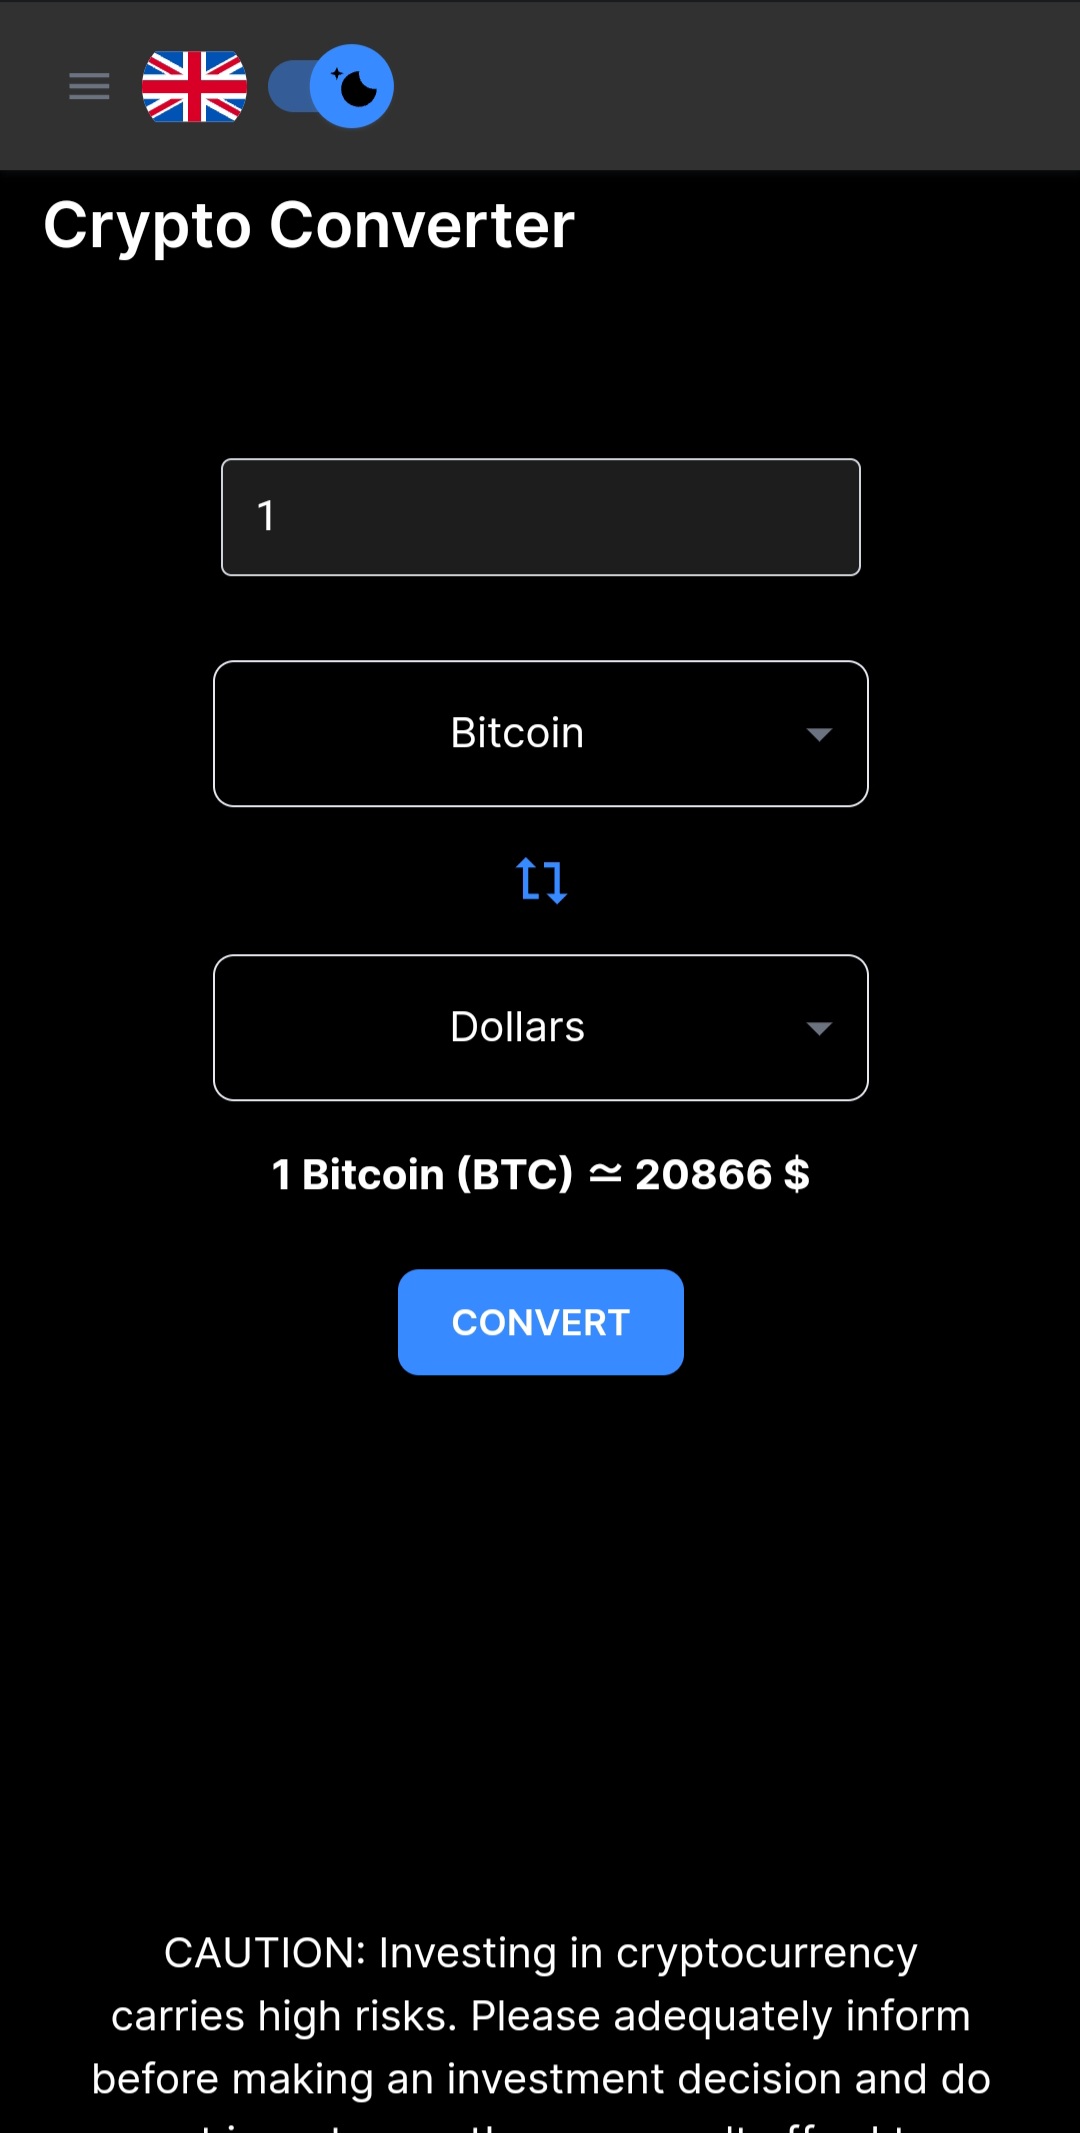 Crypto Converter
1
Bitcoin
Dollars
1 Bitcoin (BTC) ≃ 20866 $
CONVERT
CAUTION: Investing in cryptocurrency
carries high risks. Please adequately inform
before making an investment decision and do